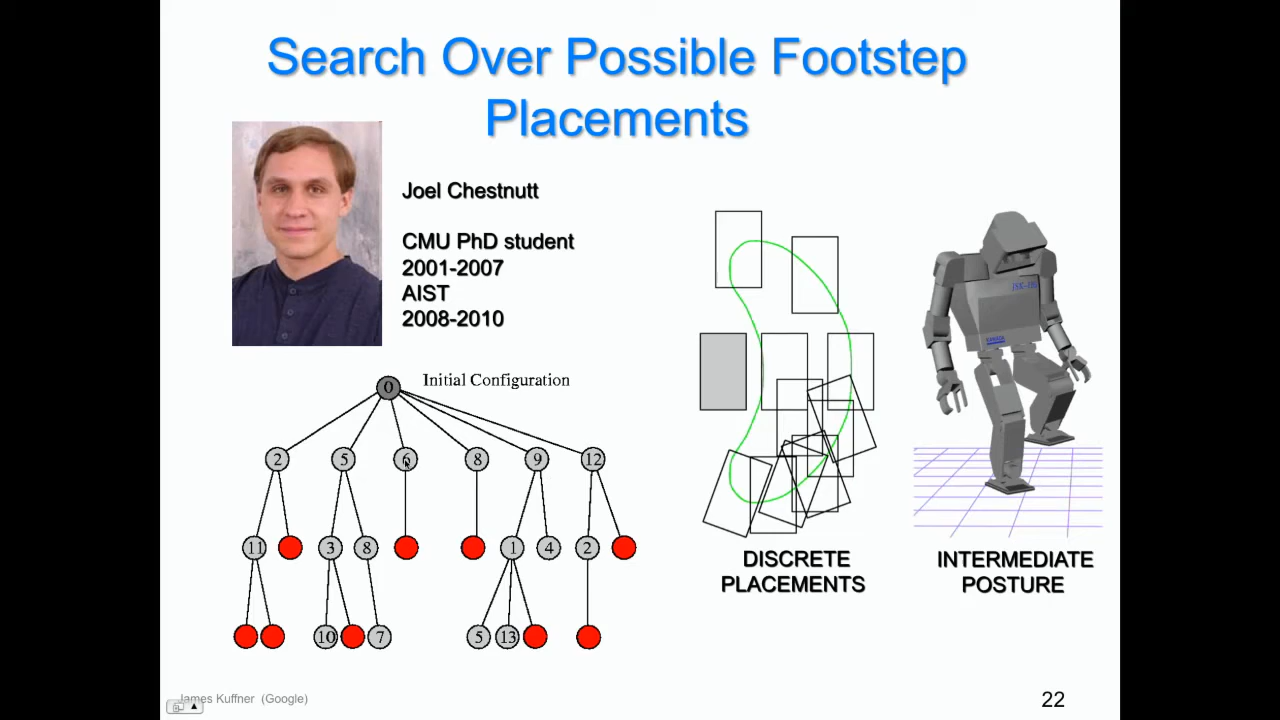 Search Over Possible Footstep
Placements
Joel Chestnutt
CMU PhD student
2001-2007
AIST
2008-2010
0 Initial Configuration
2 5 6 8 9 12
11 3 8 1 4 2
10 7 5 13
DISCRETE
PLACEMENTS
INTERMEDIATE
POSTURE
James Kuffner (Google)
22